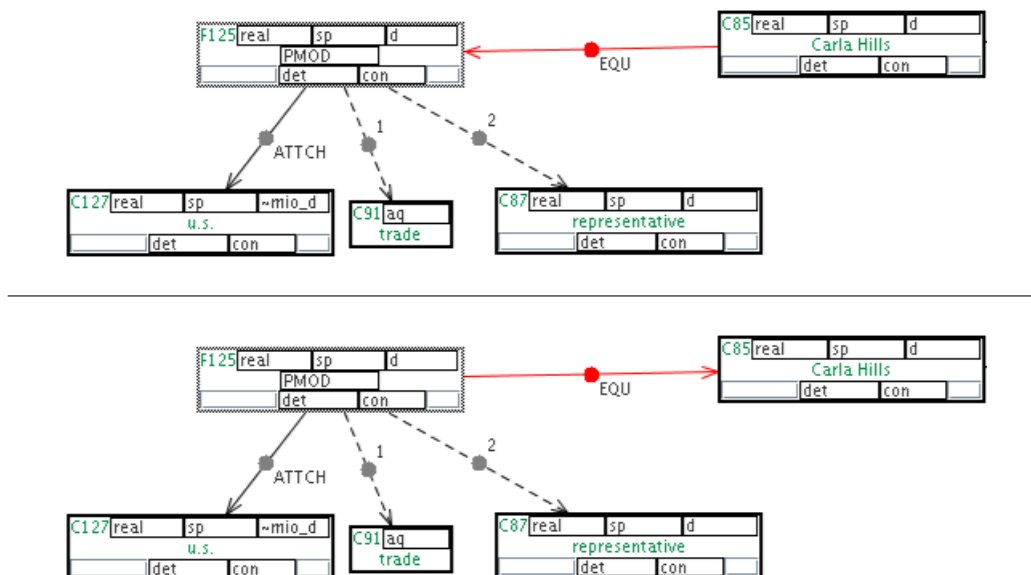 F125 real sp d
PMOD
det con
C85 real sp d
Carla Hills
det con
EQU
ATTCH
1
2
C127 real sp ~mio_d
u.s.
det con
C91 aq
trade
C87 real sp d
representative
det con
F125 real sp d
PMOD
det con
C85 real sp d
Carla Hills
det con
EQU
ATTCH
1
2
C127 real sp ~mio_d
u.s.
det con
C91 aq
trade
C87 real sp d
representative
det con